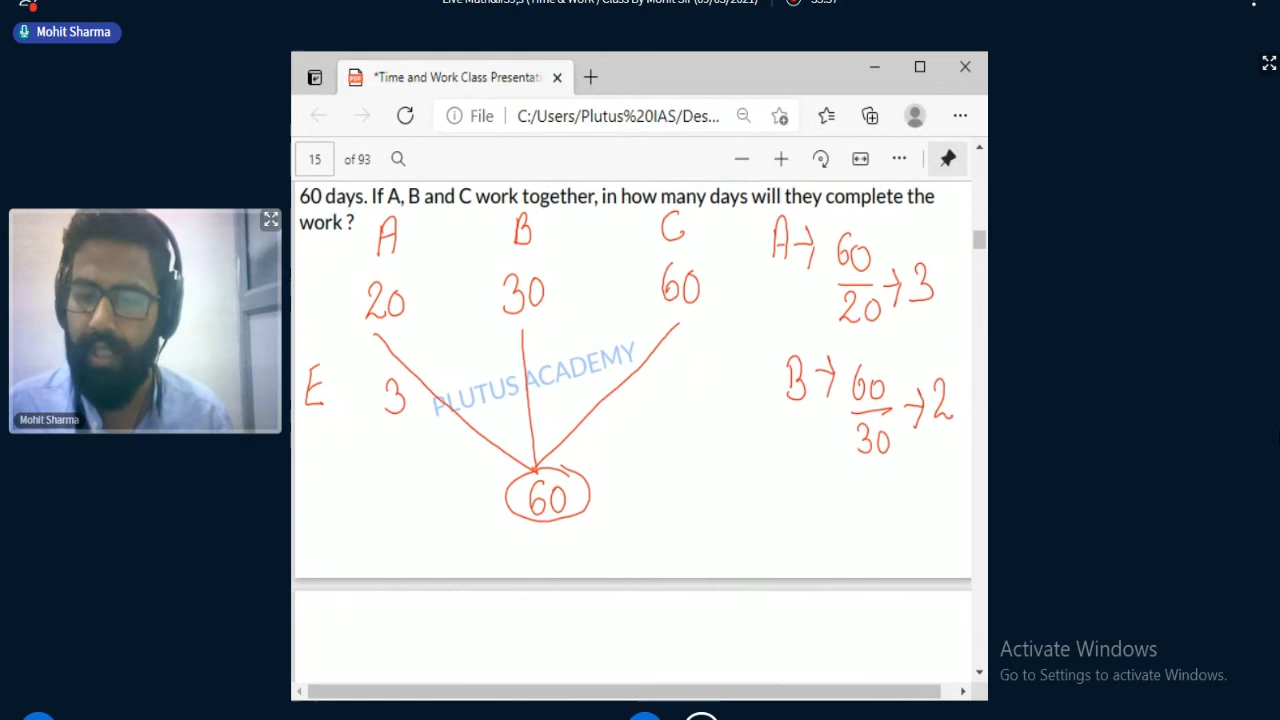 Mohit Sharma
*Time and Work Class Presentati
File C:/Users/Plutus%20IAS/Des...
15 of 93
60 days. If A, B and C work together, in how many days will they complete the
work ?
A B C
20 30 60
A → 60/20 → 3
PLUTUS ACADEMY
E 3
B → 60/30 → 2
60
Mohit Sharma
Activate Windows
Go to Settings to activate Windows.